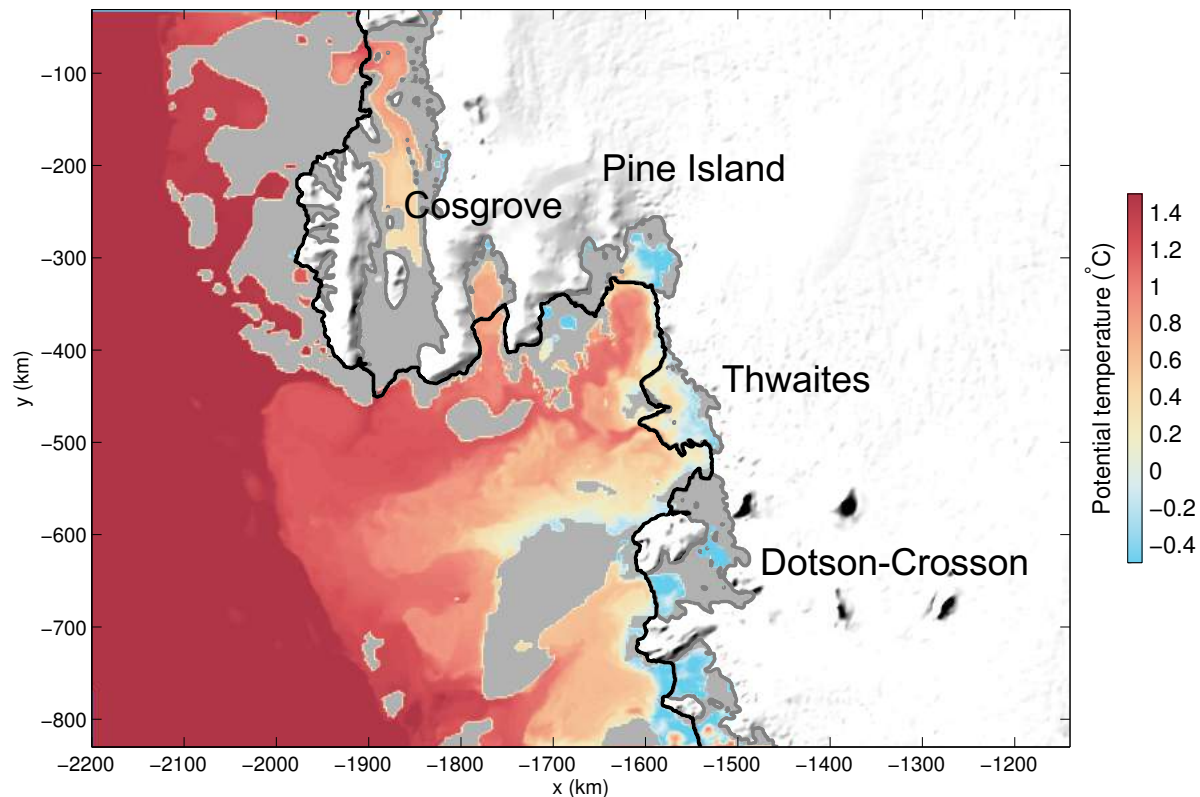 −100
−200
−300
−400
−500
−600
−700
−800
y (km)
−2200 −2100 −2000 −1900 −1800 −1700 −1600 −1500 −1400 −1300 −1200
x (km)
Pine Island
Cosgrove
Thwaites
Dotson-Crosson
1.4
1.2
1
0.8
0.6
0.4
0.2
0
−0.2
−0.4
Potential temperature (°C)